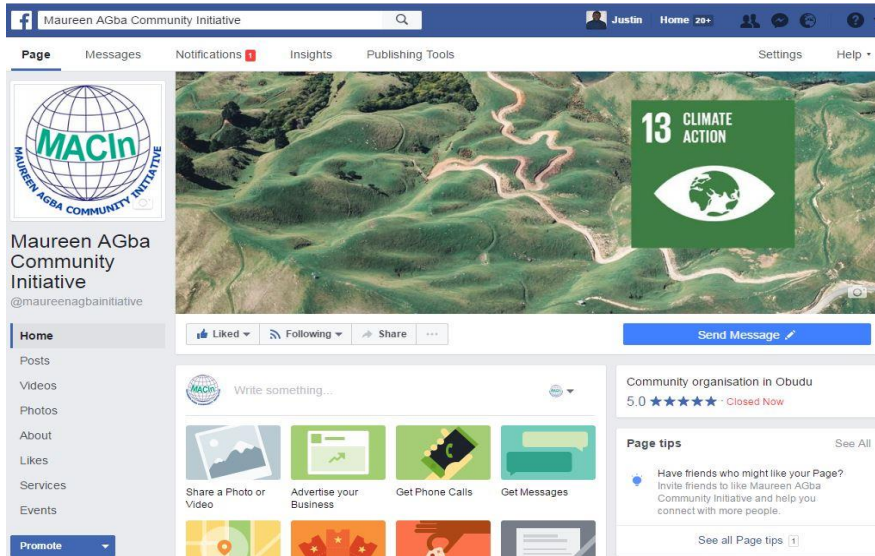 Maureen AGba Community Initiative
Justin Home 20+
Page Messages Notifications 1 Insights Publishing Tools Settings Help
13 CLIMATE
ACTION
MACIn
MAUREEN AGBA COMMUNITY INITIATIVE
Maureen AGba
Community
Initiative
@maureenagbainitiative
Home
Posts
Videos
Photos
About
Likes
Services
Events
Promote
Liked Following Share ...
Send Message
MACIn
Write something...
Share a Photo or
Video
Advertise your
Business
Get Phone Calls
Get Messages
Community organisation in Obudu
5.0 ★★★★★ · Closed Now
Page tips See All
Have friends who might like your Page?
Invite friends to like Maureen AGba
Community Initiative and help you
connect with more people.
See all Page tips 1